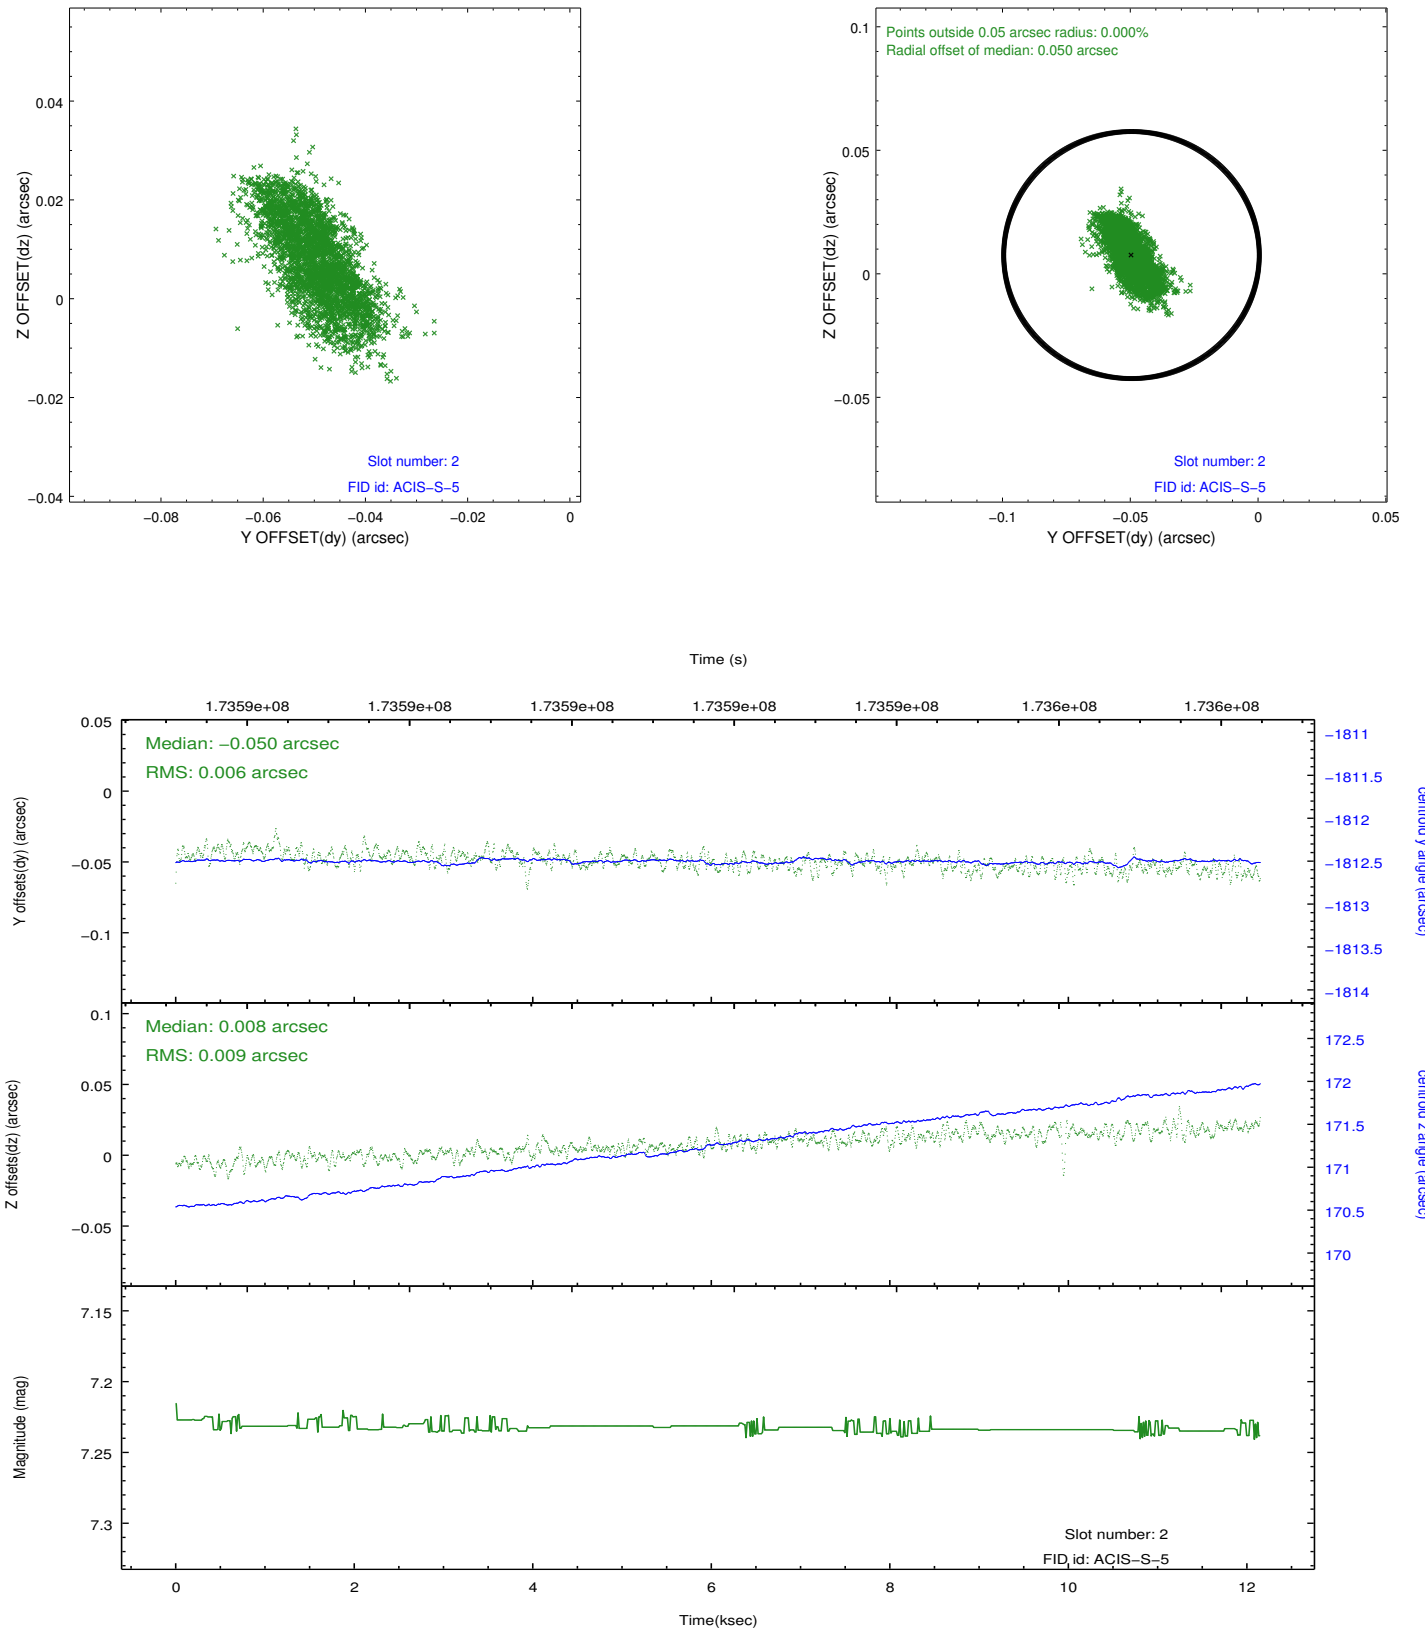 0.04
0.02
0
−0.02
−0.04
Z OFFSET(dz) (arcsec)
Slot number: 2
FID id: ACIS−S−5
−0.08 −0.06 −0.04 −0.02 0
Y OFFSET(dy) (arcsec)
Points outside 0.05 arcsec radius: 0.000%
Radial offset of median: 0.050 arcsec
0.1
0.05
0
−0.05
Z OFFSET(dz) (arcsec)
Slot number: 2
FID id: ACIS−S−5
−0.1 −0.05 0 0.05
Y OFFSET(dy) (arcsec)
Time (s)
1.7359e+08 1.7359e+08 1.7359e+08 1.7359e+08 1.7359e+08 1.736e+08 1.736e+08
0.05
0
−0.05
−0.1
Y offsets(dy) (arcsec)
Median: −0.050 arcsec
RMS: 0.006 arcsec
−1811
−1811.5
−1812
−1812.5
−1813
−1813.5
−1814
centroid y angle (arcsec)
0.1
0.05
0
−0.05
Z offsets(dz) (arcsec)
Median: 0.008 arcsec
RMS: 0.009 arcsec
172.5
172
171.5
171
170.5
170
centroid z angle (arcsec)
7.15
7.2
7.25
7.3
Magnitude (mag)
Slot number: 2
FID id: ACIS−S−5
0 2 4 6 8 10 12
Time(ksec)